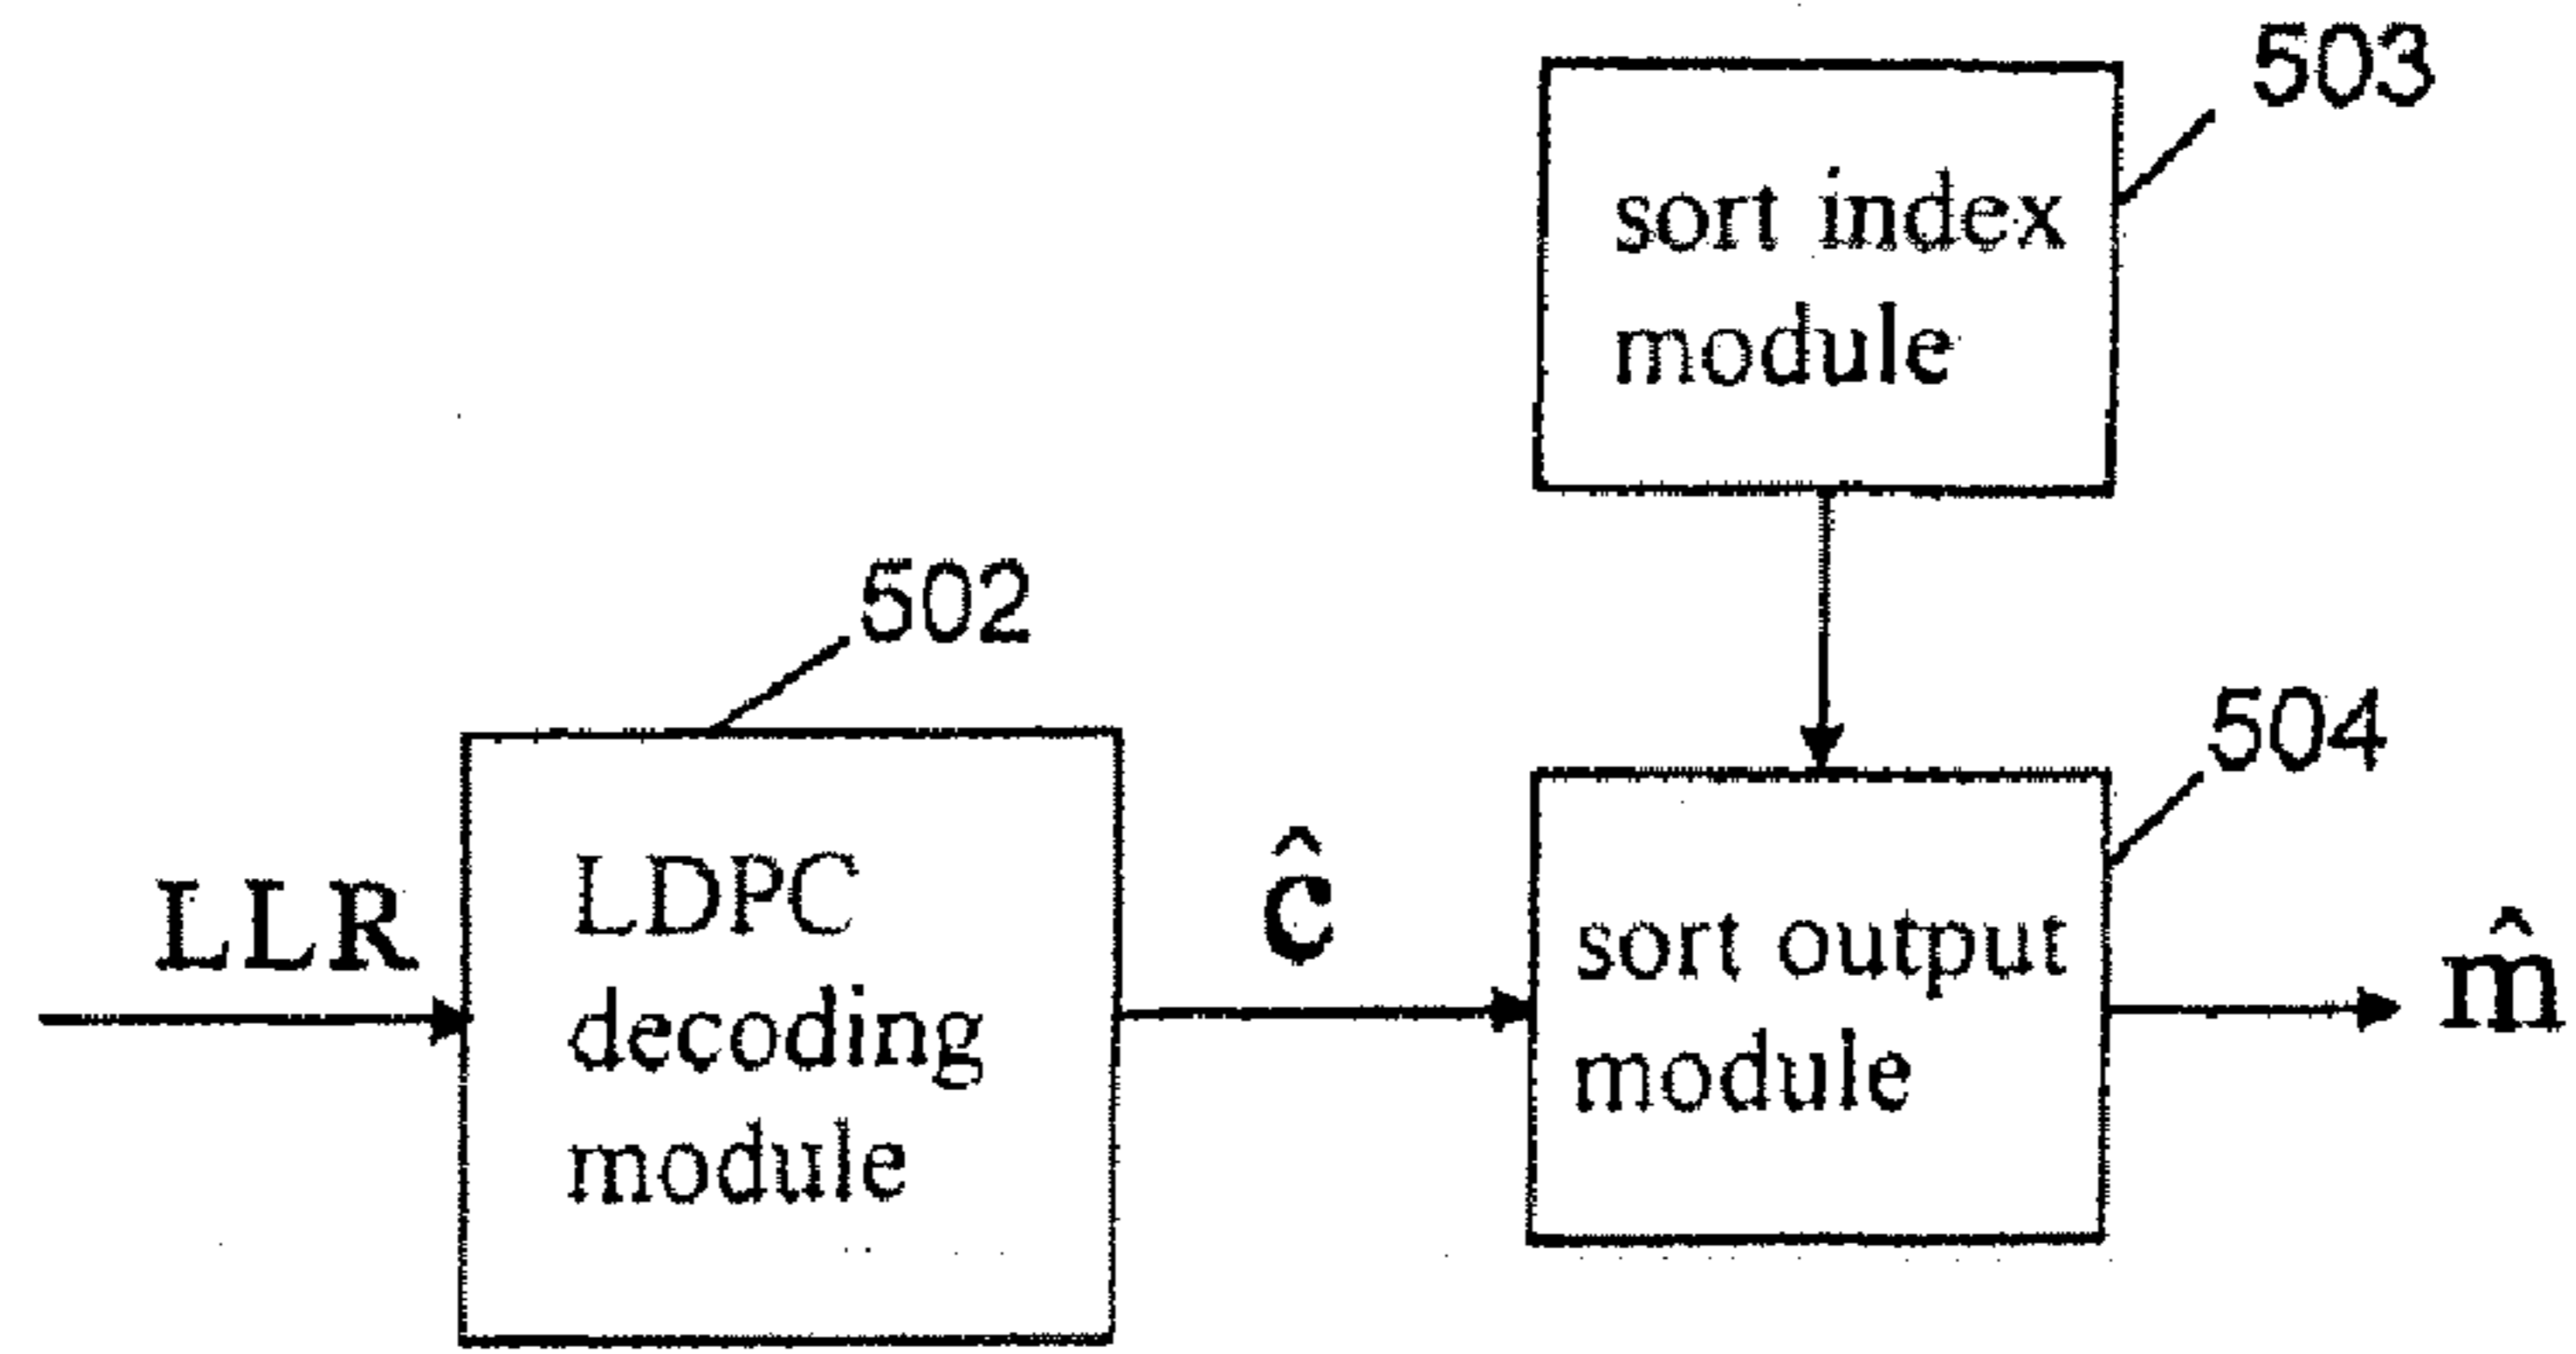 503
sort index
module
502
504
LLR
LDPC
decoding
module
ĉ
sort output
module
m̂